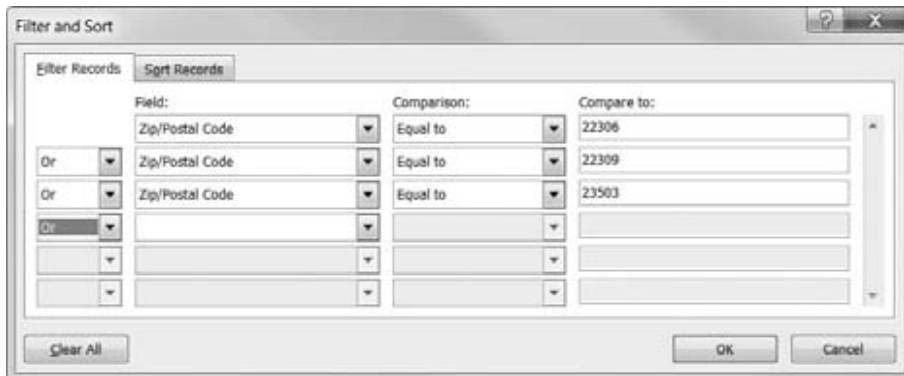 Filter and Sort
Filter Records Sort Records
Field: Comparison: Compare to:
Zip/Postal Code Equal to 22306
Or Zip/Postal Code Equal to 22309
Or Zip/Postal Code Equal to 23503
Or
Clear All OK Cancel